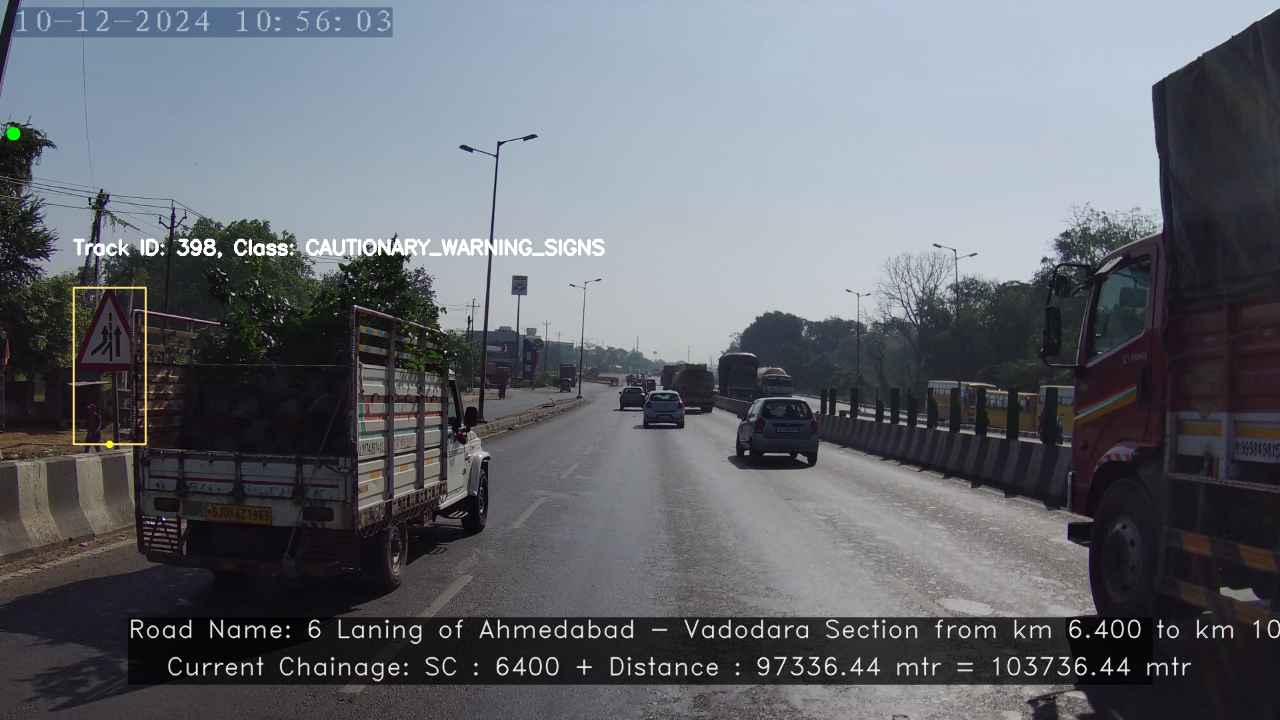 10-12-2024 10:56:03
Track ID: 398, Class: CAUTIONARY_WARNING_SIGNS
Road Name: 6 Laning of Ahmedabad - Vadodara Section from km 6.400 to km 10
Current Chainage: SC : 6400 + Distance : 97336.44 mtr = 103736.44 mtr